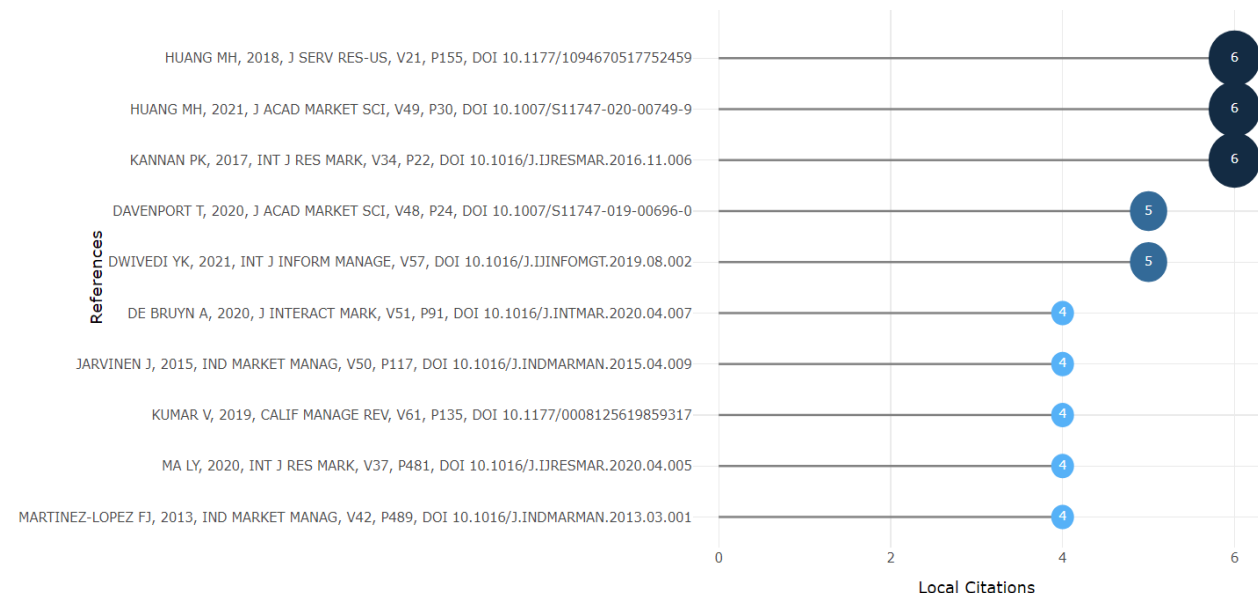 HUANG MH, 2018, J SERV RES-US, V21, P155, DOI 10.1177/1094670517752459
6
HUANG MH, 2021, J ACAD MARKET SCI, V49, P30, DOI 10.1007/S11747-020-00749-9
6
KANNAN PK, 2017, INT J RES MARK, V34, P22, DOI 10.1016/J.IJRESMAR.2016.11.006
6
DAVENPORT T, 2020, J ACAD MARKET SCI, V48, P24, DOI 10.1007/S11747-019-00696-0
5
DWIVEDI YK, 2021, INT J INFORM MANAGE, V57, DOI 10.1016/J.IJINFOMGT.2019.08.002
5
DE BRUYN A, 2020, J INTERACT MARK, V51, P91, DOI 10.1016/J.INTMAR.2020.04.007
4
JARVINEN J, 2015, IND MARKET MANAG, V50, P117, DOI 10.1016/J.INDMARMAN.2015.04.009
4
KUMAR V, 2019, CALIF MANAGE REV, V61, P135, DOI 10.1177/0008125619859317
4
MA LY, 2020, INT J RES MARK, V37, P481, DOI 10.1016/J.IJRESMAR.2020.04.005
4
MARTINEZ-LOPEZ FJ, 2013, IND MARKET MANAG, V42, P489, DOI 10.1016/J.INDMARMAN.2013.03.001
4
References
0 2 4 6
Local Citations